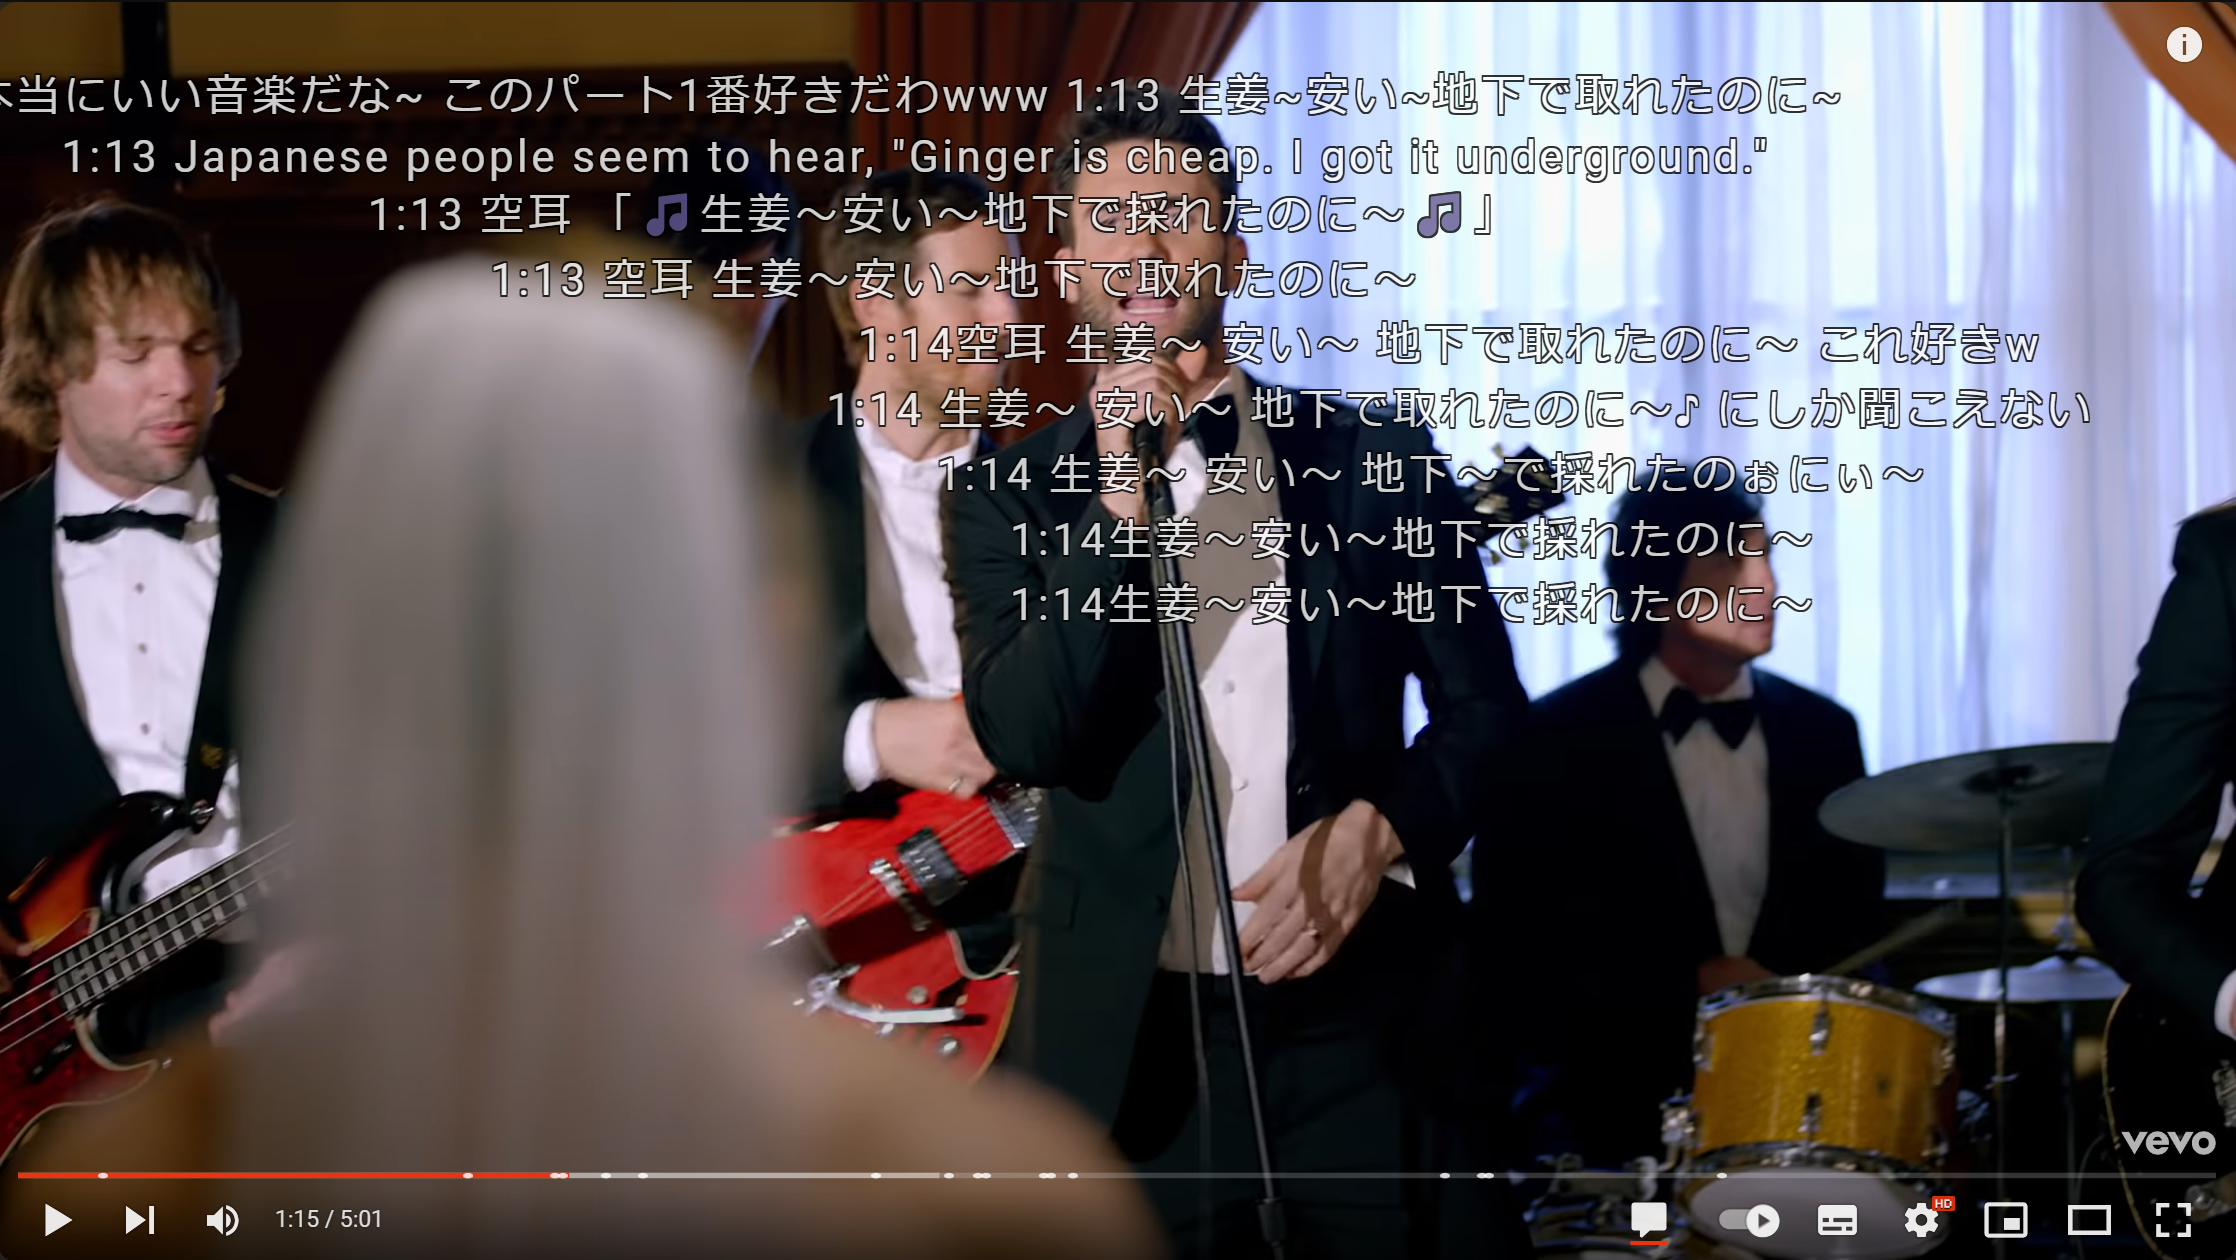 当にいい音楽だな~ このパート1番好きだわwww 1:13 生姜~安い~地下で取れたのに~
1:13 Japanese people seem to hear, "Ginger is cheap. I got it underground."
1:13 空耳 「🎵生姜〜安い〜地下で採れたのに〜🎵」
1:13 空耳 生姜〜安い〜地下で取れたのに〜
1:14空耳 生姜〜 安い〜 地下で取れたのに〜 これ好きw
1:14 生姜〜 安い〜 地下で取れたのに〜♪ にしか聞こえない
1:14 生姜〜 安い〜 地下〜で採れたのぉにぃ〜
1:14生姜〜安い〜地下で採れたのに〜
1:14生姜〜安い〜地下で採れたのに〜
vevo
1:15 / 5:01
HD